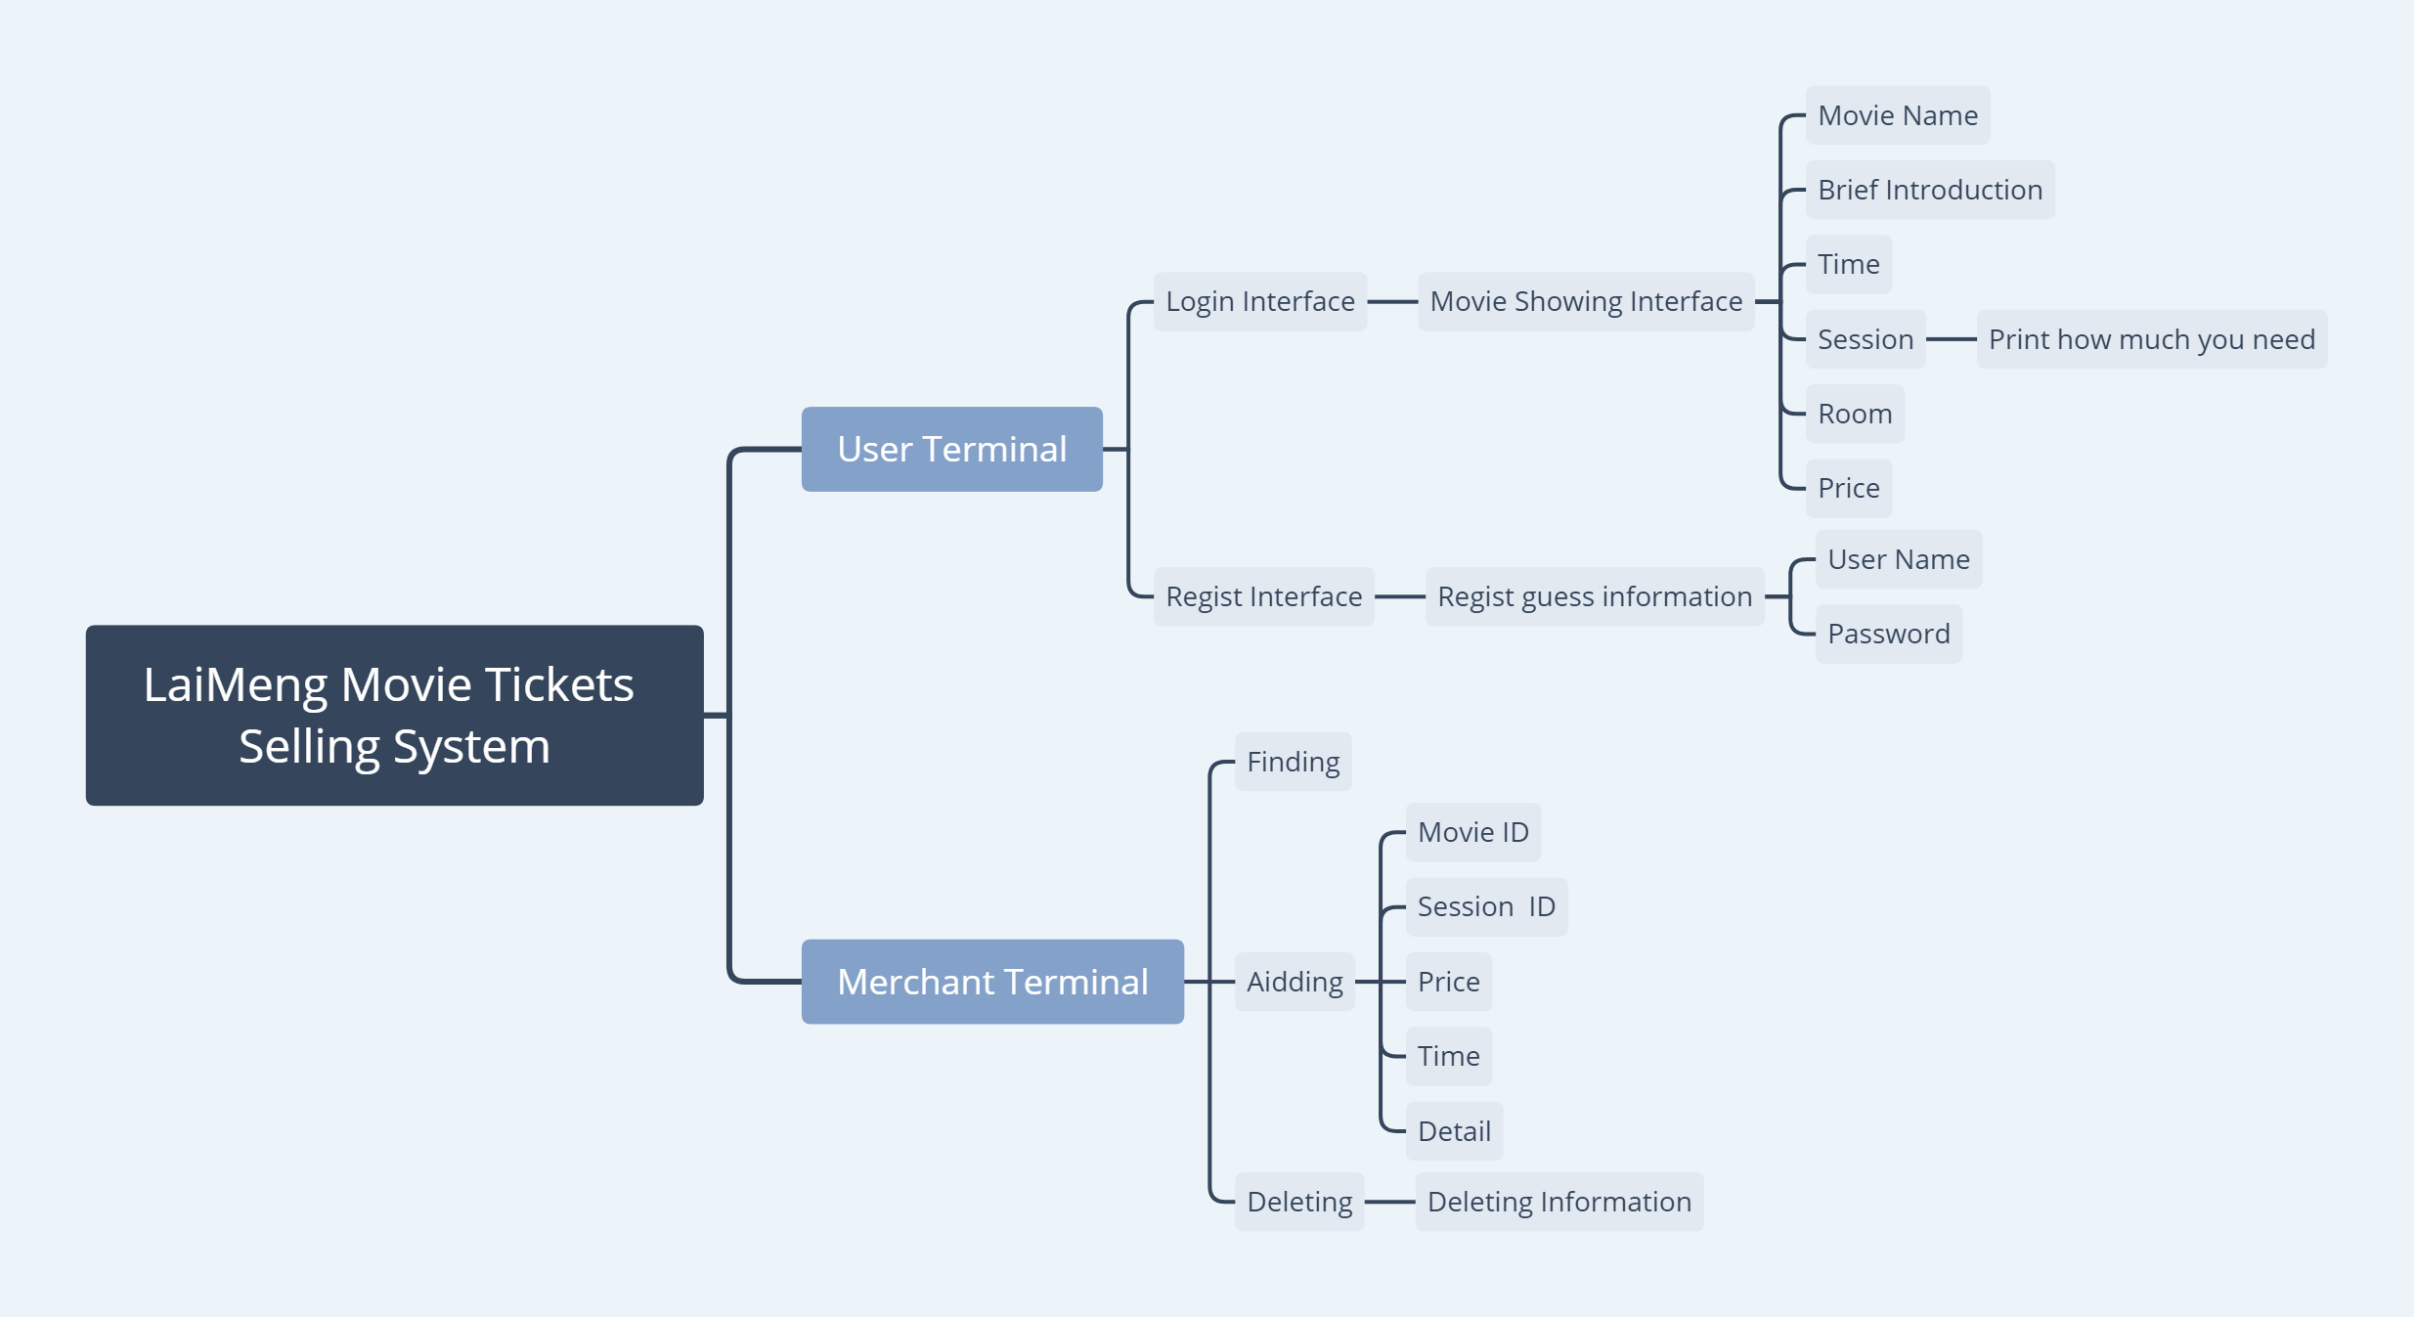 LaiMeng Movie Tickets
Selling System
User Terminal
Login Interface
Movie Showing Interface
Movie Name
Brief Introduction
Time
Session
Print how much you need
Room
Price
Regist Interface
Regist guess information
User Name
Password
Merchant Terminal
Finding
Aidding
Movie ID
Session  ID
Price
Time
Detail
Deleting
Deleting Information